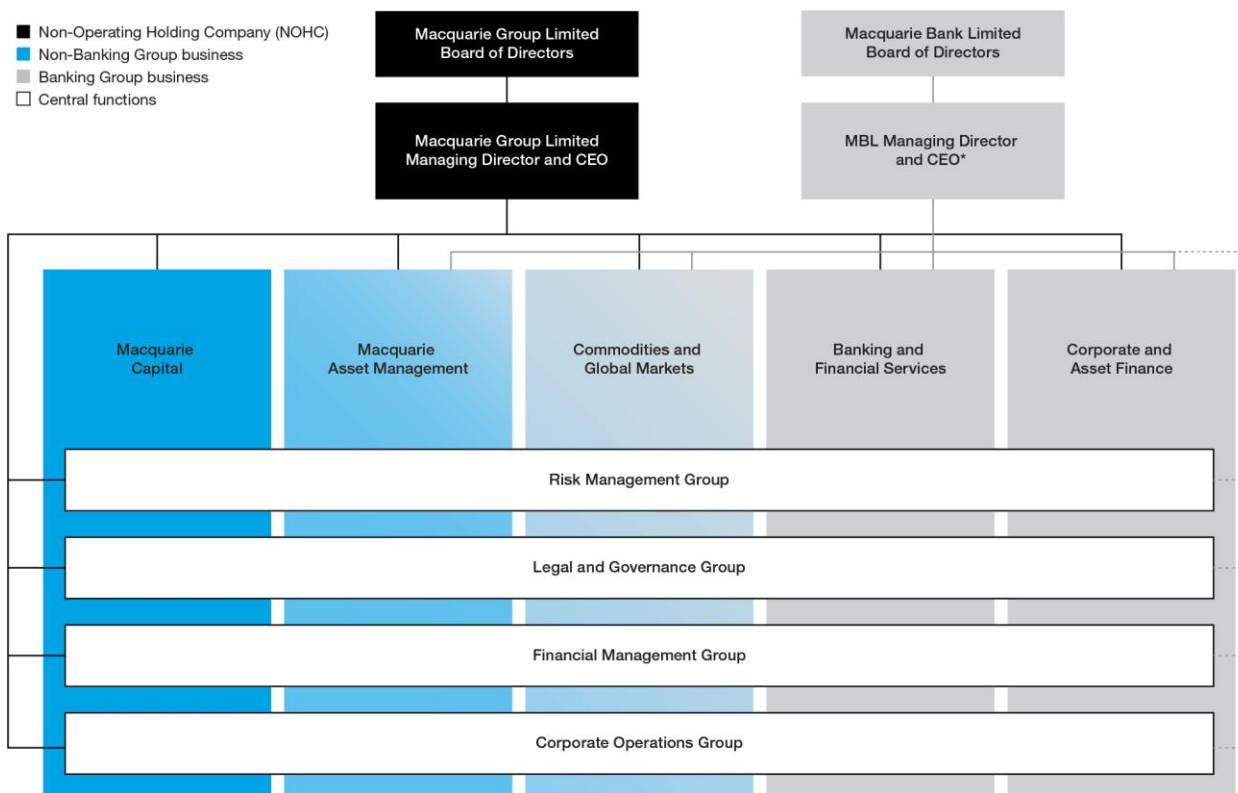 Non-Operating Holding Company (NOHC)
Non-Banking Group business
Banking Group business
Central functions
Macquarie Group Limited
Board of Directors
Macquarie Bank Limited
Board of Directors
Macquarie Group Limited
Managing Director and CEO
MBL Managing Director
and CEO*
Macquarie
Capital
Macquarie
Asset Management
Commodities and
Global Markets
Banking and
Financial Services
Corporate and
Asset Finance
Risk Management Group
Legal and Governance Group
Financial Management Group
Corporate Operations Group